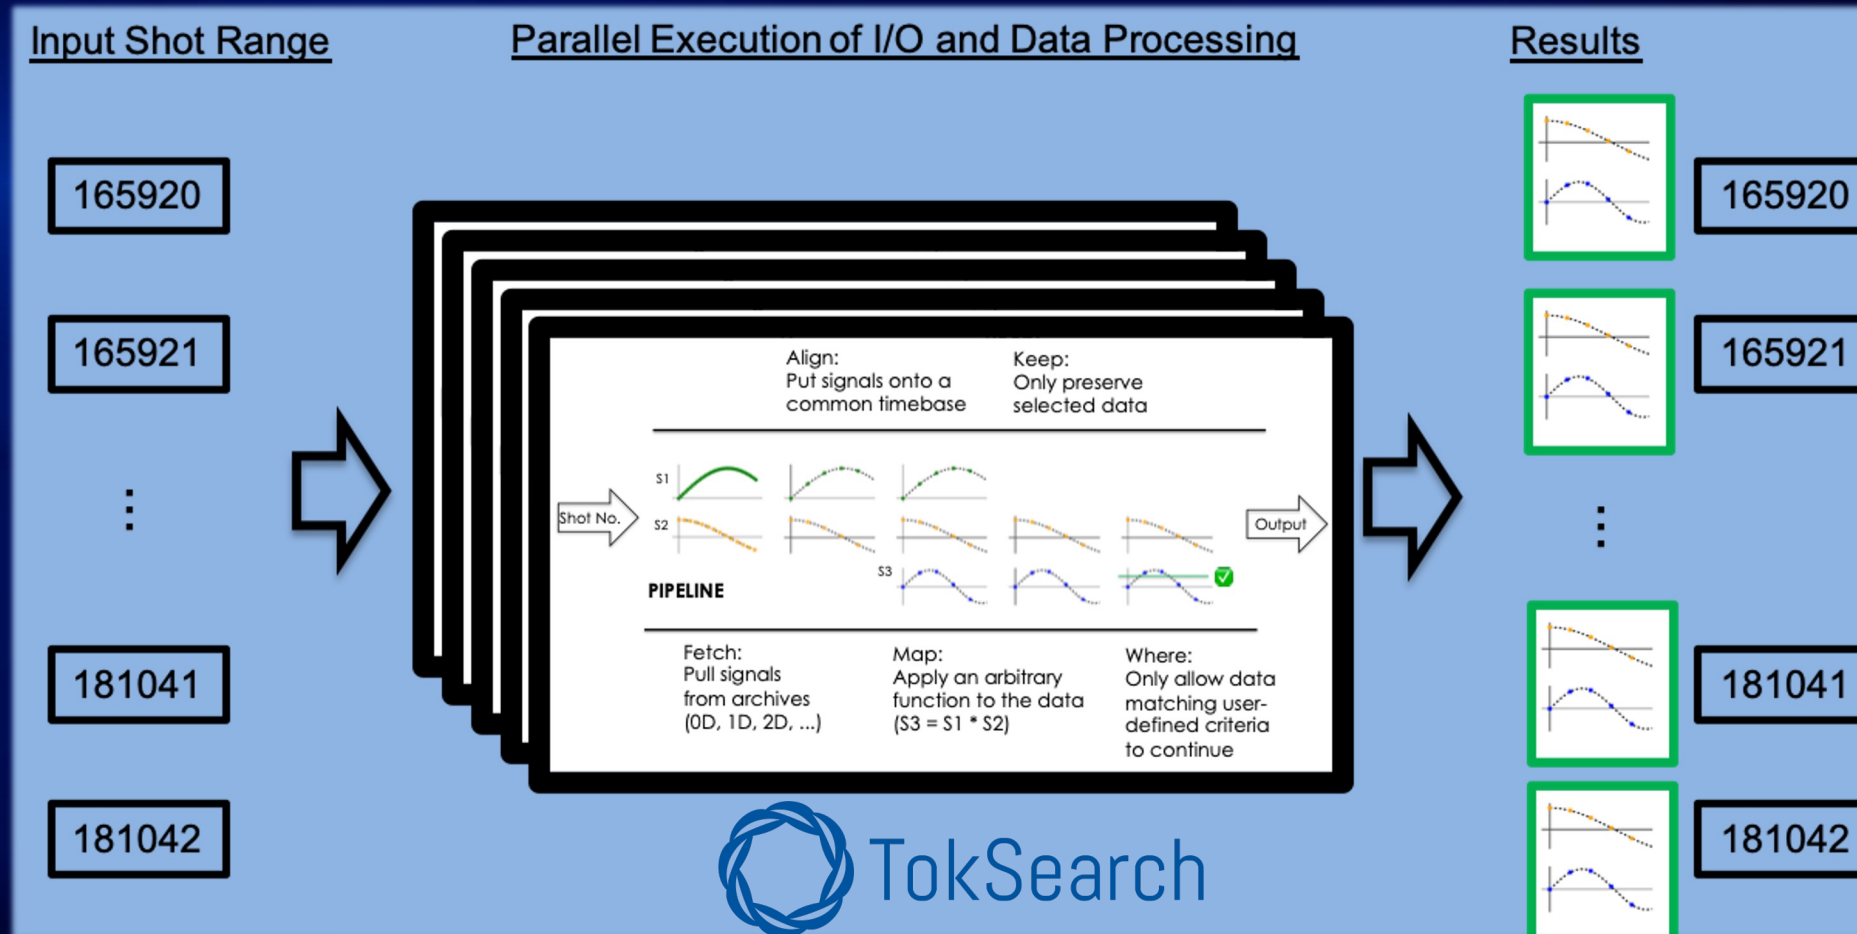 Input Shot Range
Parallel Execution of I/O and Data Processing
Results
165920
165921
⋮
181041
181042
Align:
Put signals onto a
common timebase
Keep:
Only preserve
selected data
Shot No.
S1
S2
S3
Output
PIPELINE
Fetch:
Pull signals
from archives
(0D, 1D, 2D, ...)
Map:
Apply an arbitrary
function to the data
(S3 = S1 * S2)
Where:
Only allow data
matching user-
defined criteria
to continue
TokSearch
165920
165921
⋮
181041
181042